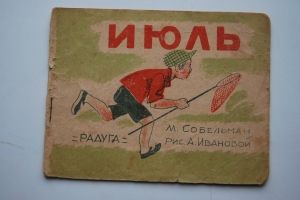 ИЮЛЬ
=РАДУГА=
М. СОБЕЛЬМАН
РИС. А. ИВАНОВОЙ